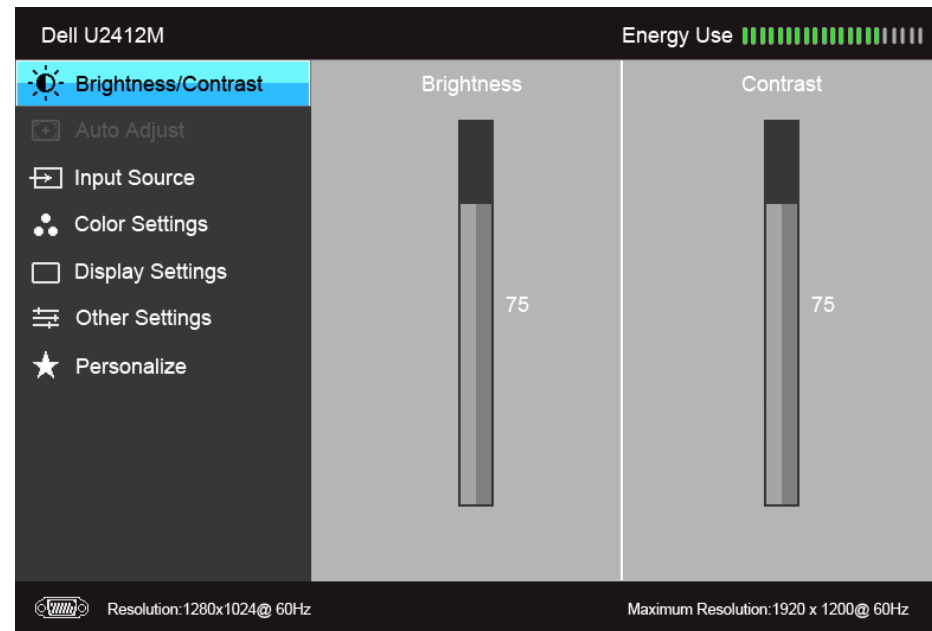 Dell U2412M
Energy Use
Brightness/Contrast
Auto Adjust
Input Source
Color Settings
Display Settings
Other Settings
Personalize
Brightness
75
Contrast
75
Resolution:1280x1024@ 60Hz
Maximum Resolution:1920 x 1200@ 60Hz